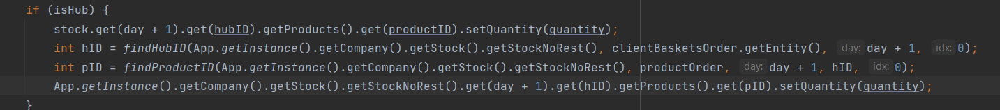 if (isHub) {
stock.get(day + 1).get(hubID).getProducts().get(productID).setQuantity(quantity);
int hID = findHubID(App.getInstance().getCompany().getStock().getStockNoRest(), clientBasketsOrder.getEntity(), day: day + 1, idx: 0);
int pID = findProductID(App.getInstance().getCompany().getStock().getStockNoRest(), productOrder, day: day + 1, hID, idx: 0);
App.getInstance().getCompany().getStock().getStockNoRest().get(day + 1).get(hID).getProducts().get(pID).setQuantity(quantity);
}